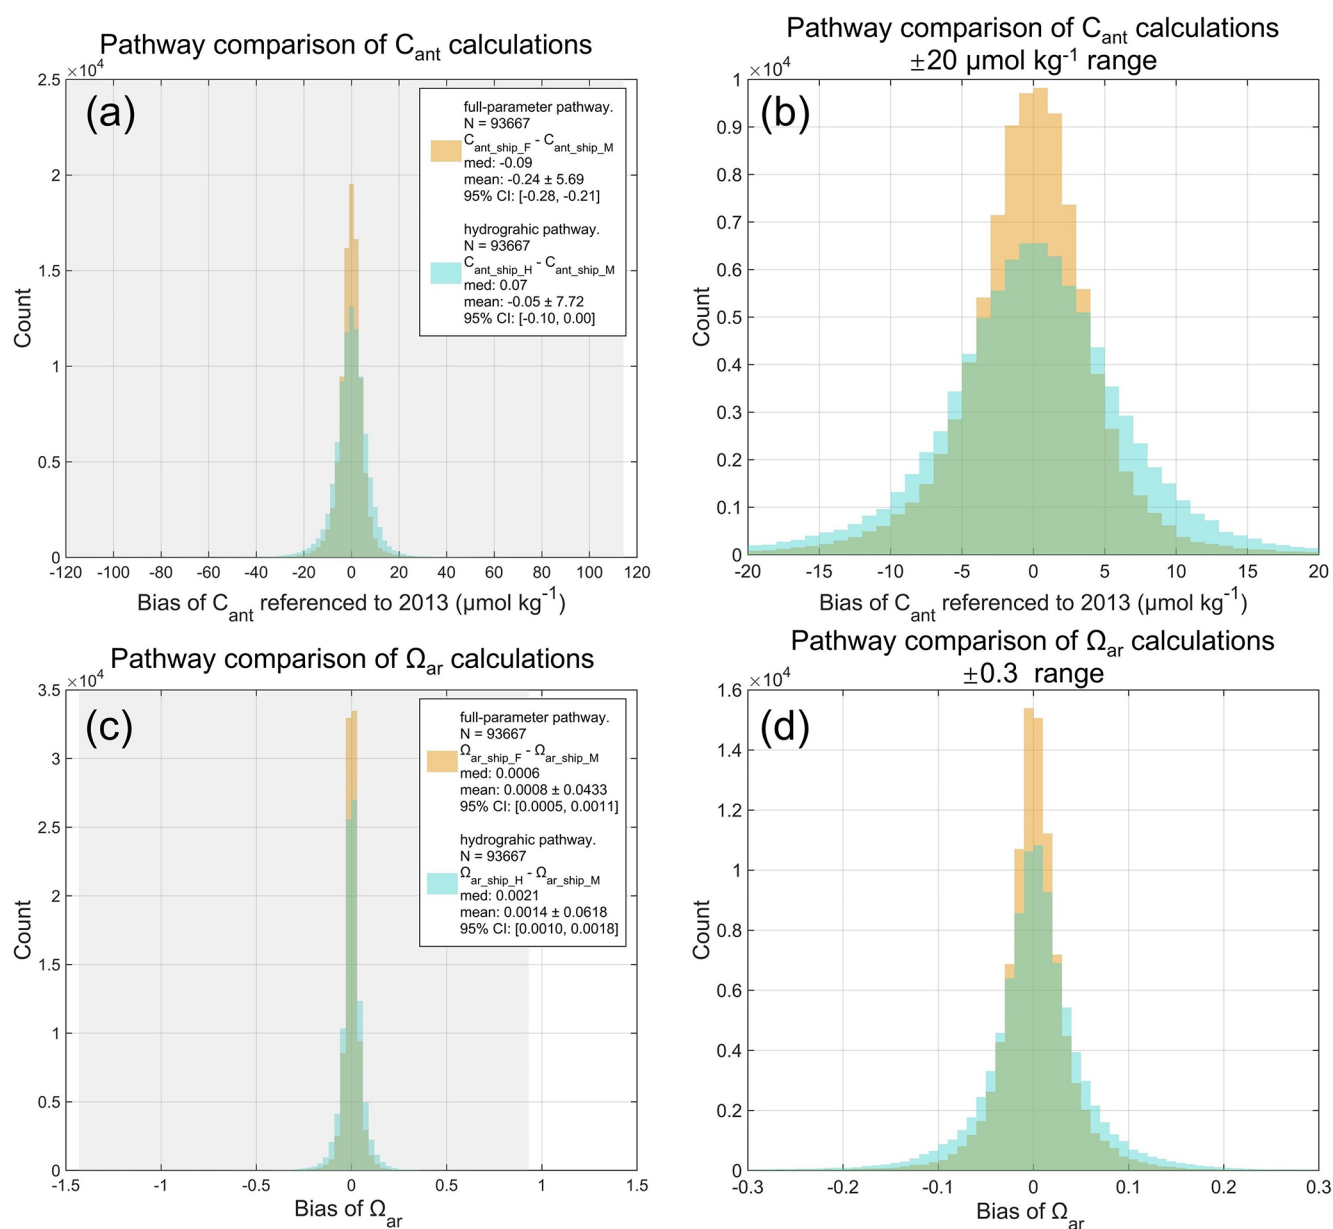 Pathway comparison of C_ant calculations
×10⁴
(a)
2.5
2
1.5
1
0.5
0
Count
full-parameter pathway.
N = 93667
C_ant_ship_F - C_ant_ship_M
med: -0.09
mean: -0.24 ± 5.69
95% CI: [-0.28, -0.21]
hydrograhic pathway.
N = 93667
C_ant_ship_H - C_ant_ship_M
med: 0.07
mean: -0.05 ± 7.72
95% CI: [-0.10, 0.00]
-120 -100 -80 -60 -40 -20 0 20 40 60 80 100 120
Bias of C_ant referenced to 2013 (μmol kg⁻¹)
Pathway comparison of C_ant calculations
±20 μmol kg⁻¹ range
×10⁴
(b)
1
0.9
0.8
0.7
0.6
0.5
0.4
0.3
0.2
0.1
0
Count
-20 -15 -10 -5 0 5 10 15 20
Bias of C_ant referenced to 2013 (μmol kg⁻¹)
Pathway comparison of Ω_ar calculations
×10⁴
(c)
3.5
3
2.5
2
1.5
1
0.5
0
Count
full-parameter pathway.
N = 93667
Ω_ar_ship_F - Ω_ar_ship_M
med: 0.0006
mean: 0.0008 ± 0.0433
95% CI: [0.0005, 0.0011]
hydrograhic pathway.
N = 93667
Ω_ar_ship_H - Ω_ar_ship_M
med: 0.0021
mean: 0.0014 ± 0.0618
95% CI: [0.0010, 0.0018]
-1.5 -1 -0.5 0 0.5 1 1.5
Bias of Ω_ar
Pathway comparison of Ω_ar calculations
±0.3 range
×10⁴
(d)
1.6
1.4
1.2
1
0.8
0.6
0.4
0.2
0
Count
-0.3 -0.2 -0.1 0 0.1 0.2 0.3
Bias of Ω_ar